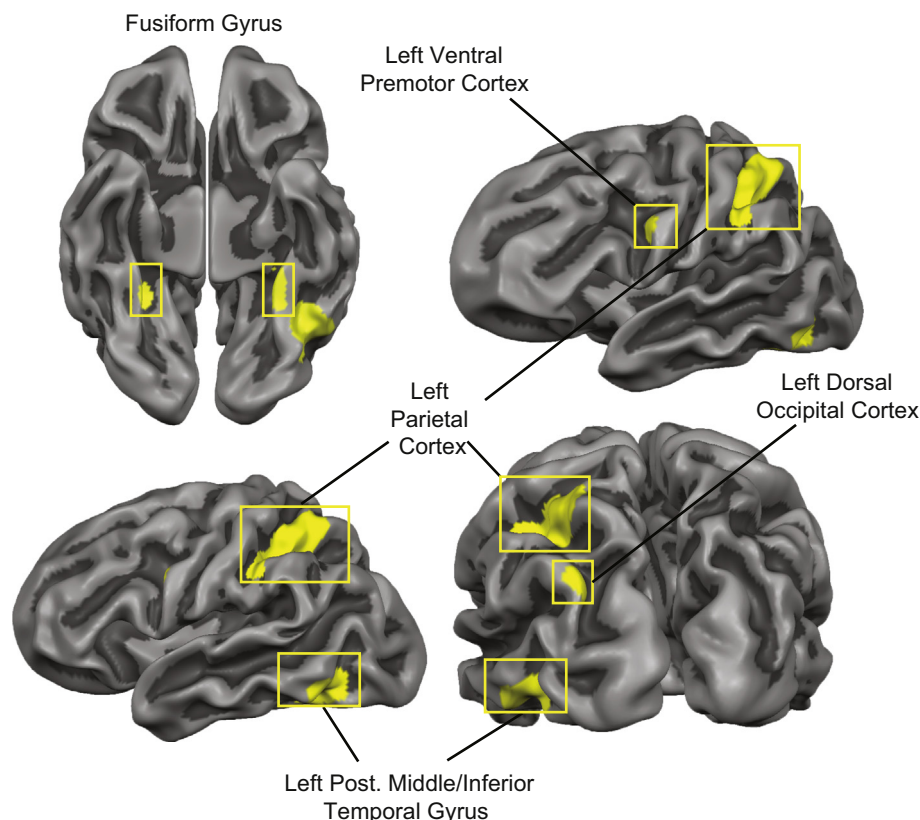 Fusiform Gyrus
Left Ventral
Premotor Cortex
Left
Parietal
Cortex
Left Dorsal
Occipital Cortex
Left Post. Middle/Inferior
Temporal Gyrus